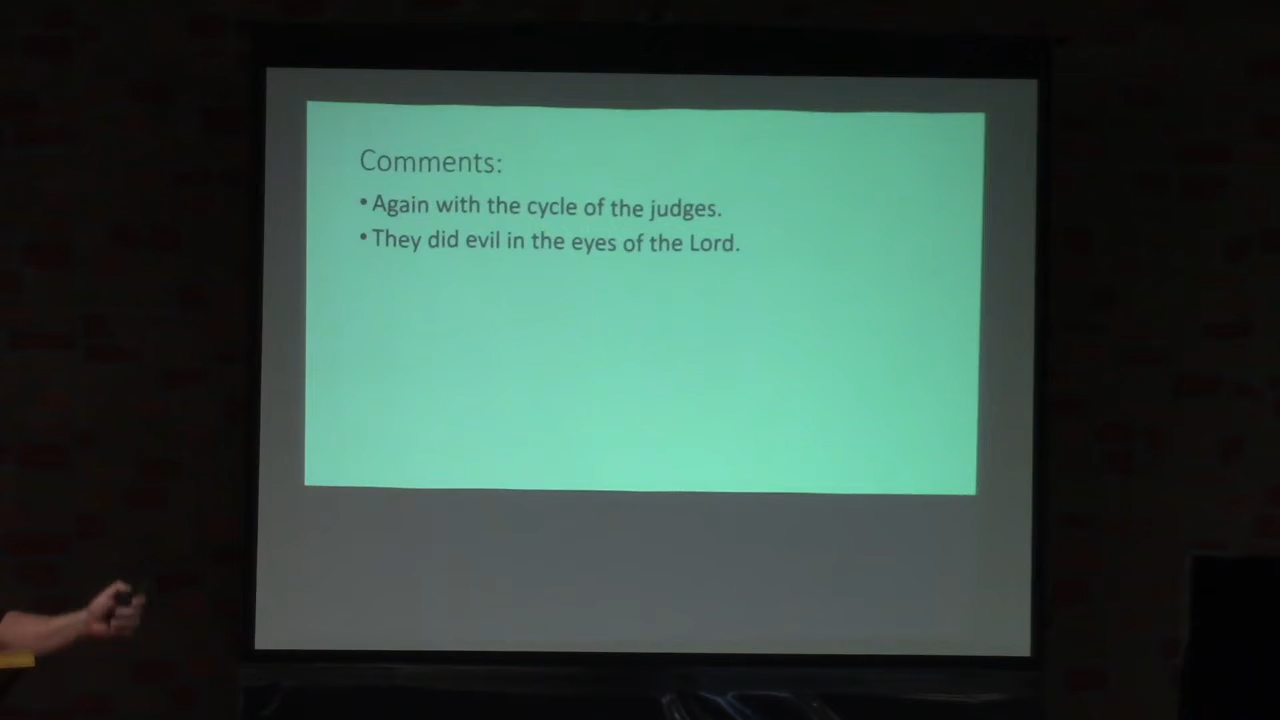 Comments:
• Again with the cycle of the judges.
• They did evil in the eyes of the Lord.